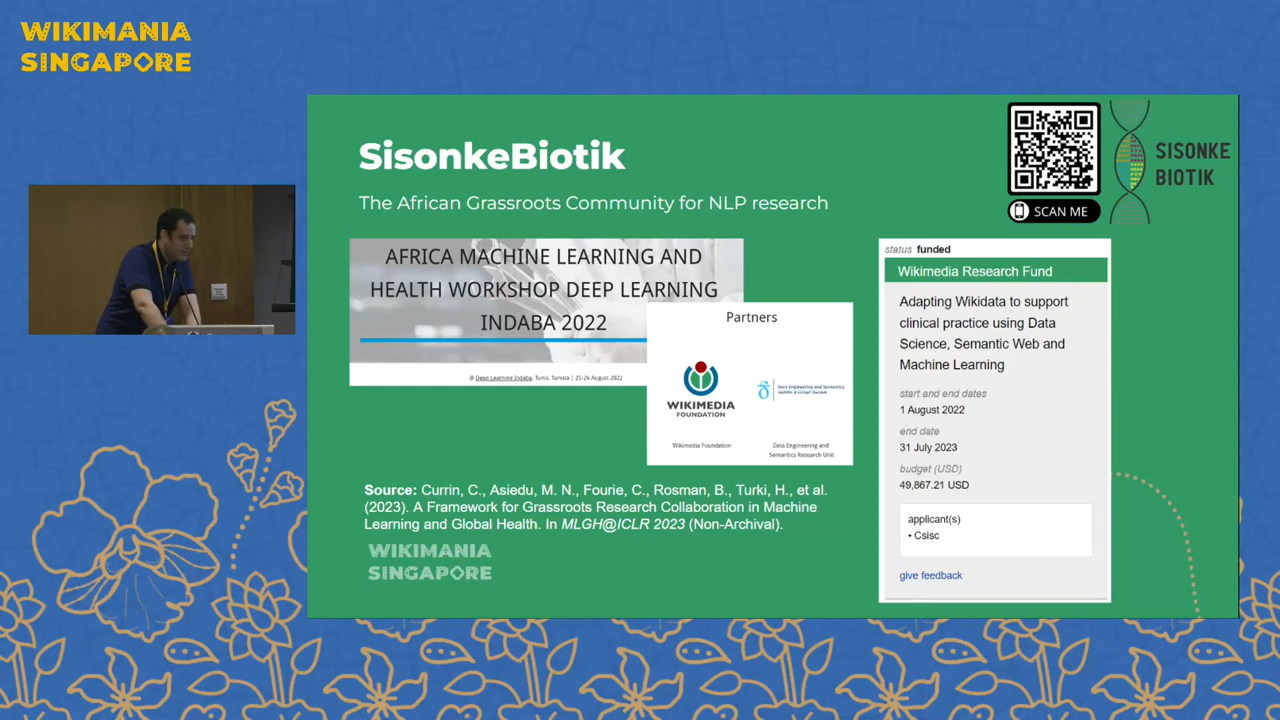 WIKIMANIA
SINGAPORE
SisonkeBiotik
The African Grassroots Community for NLP research
SCAN ME
SISONKE
BIOTIK
AFRICA MACHINE LEARNING AND
HEALTH WORKSHOP DEEP LEARNING
INDABA 2022
@ Deep Learning Indaba, Tunis, Tunisia | 25-26 August 2022
Partners
WIKIMEDIA
FOUNDATION
Data Engineering and Semantics
Wikimedia Foundation
Data Engineering and
Semantics Research Unit
status funded
Wikimedia Research Fund
Adapting Wikidata to support
clinical practice using Data
Science, Semantic Web and
Machine Learning
start and end dates
1 August 2022
end date
31 July 2023
budget (USD)
49,867.21 USD
applicant(s)
• Csisc
give feedback
Source: Currin, C., Asiedu, M. N., Fourie, C., Rosman, B., Turki, H., et al.
(2023). A Framework for Grassroots Research Collaboration in Machine
Learning and Global Health. In MLGH@ICLR 2023 (Non-Archival).
WIKIMANIA
SINGAPORE